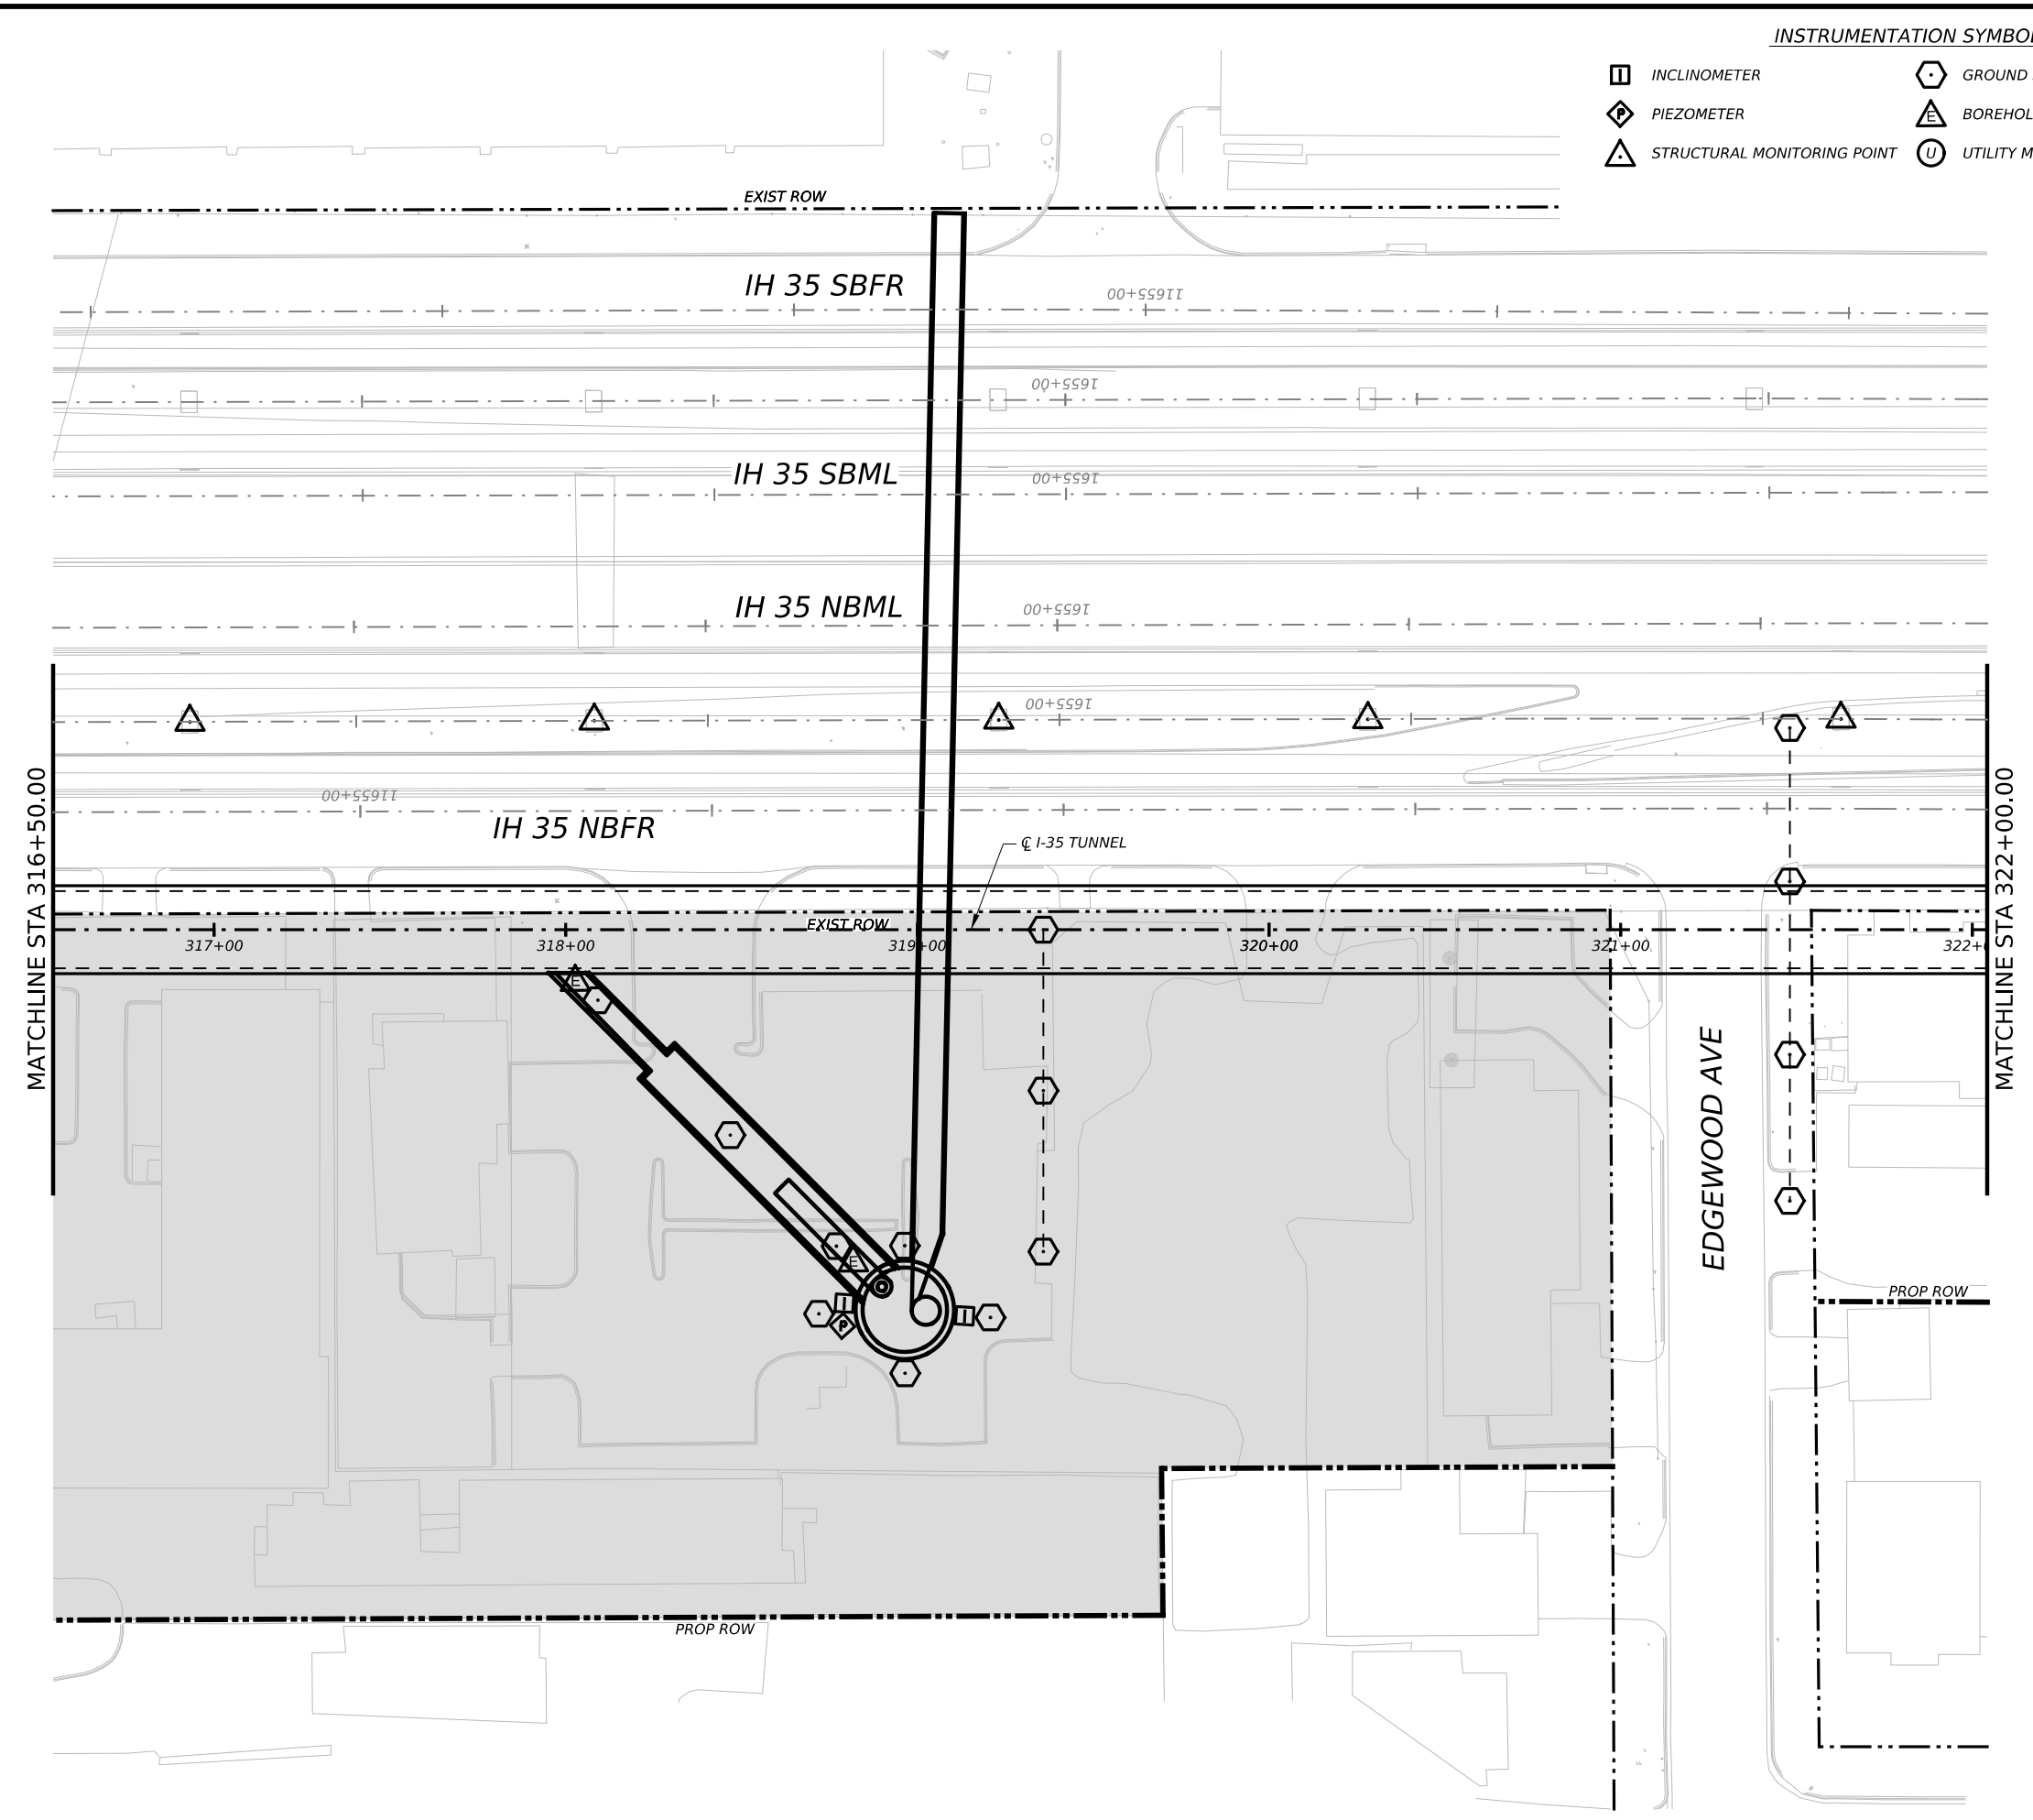 INSTRUMENTATION SYMBOL
INCLINOMETER
GROUND
PIEZOMETER
P
E
BOREHOL
STRUCTURAL MONITORING POINT
U
UTILITY M
EXIST ROW
IH 35 SBFR
11655+00
1655+00
IH 35 SBML
1655+00
IH 35 NBML
1655+00
1655+00
11655+00
IH 35 NBFR
℄ I-35 TUNNEL
MATCHLINE STA 316+50.00
MATCHLINE STA 322+00.00
EXIST ROW
317+00
318+00
319+00
320+00
321+00
322+0
E
EDGEWOOD AVE
E
I
P
I
PROP ROW
PROP ROW